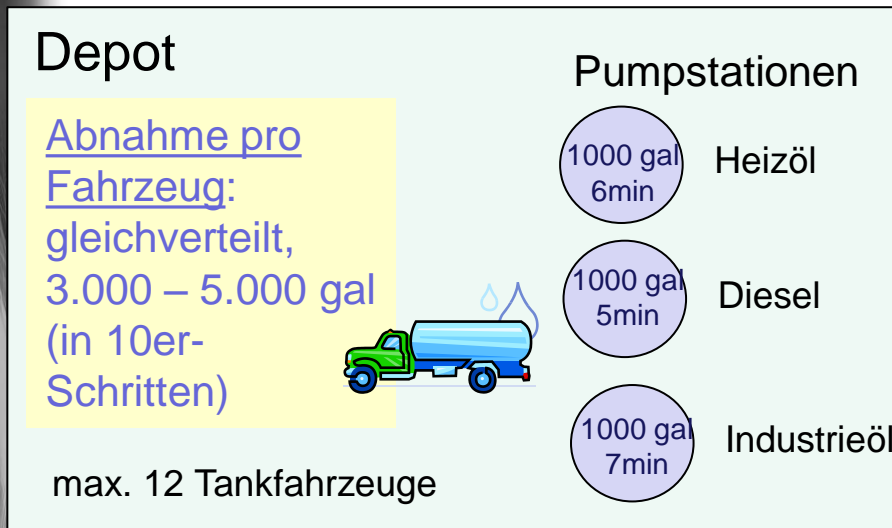 Depot
Abnahme pro
Fahrzeug:
gleichverteilt,
3.000 – 5.000 gal
(in 10er-
Schritten)
max. 12 Tankfahrzeuge
Pumpstationen
1000 gal
6min
Heizöl
1000 gal
5min
Diesel
1000 gal
7min
Industrieöl